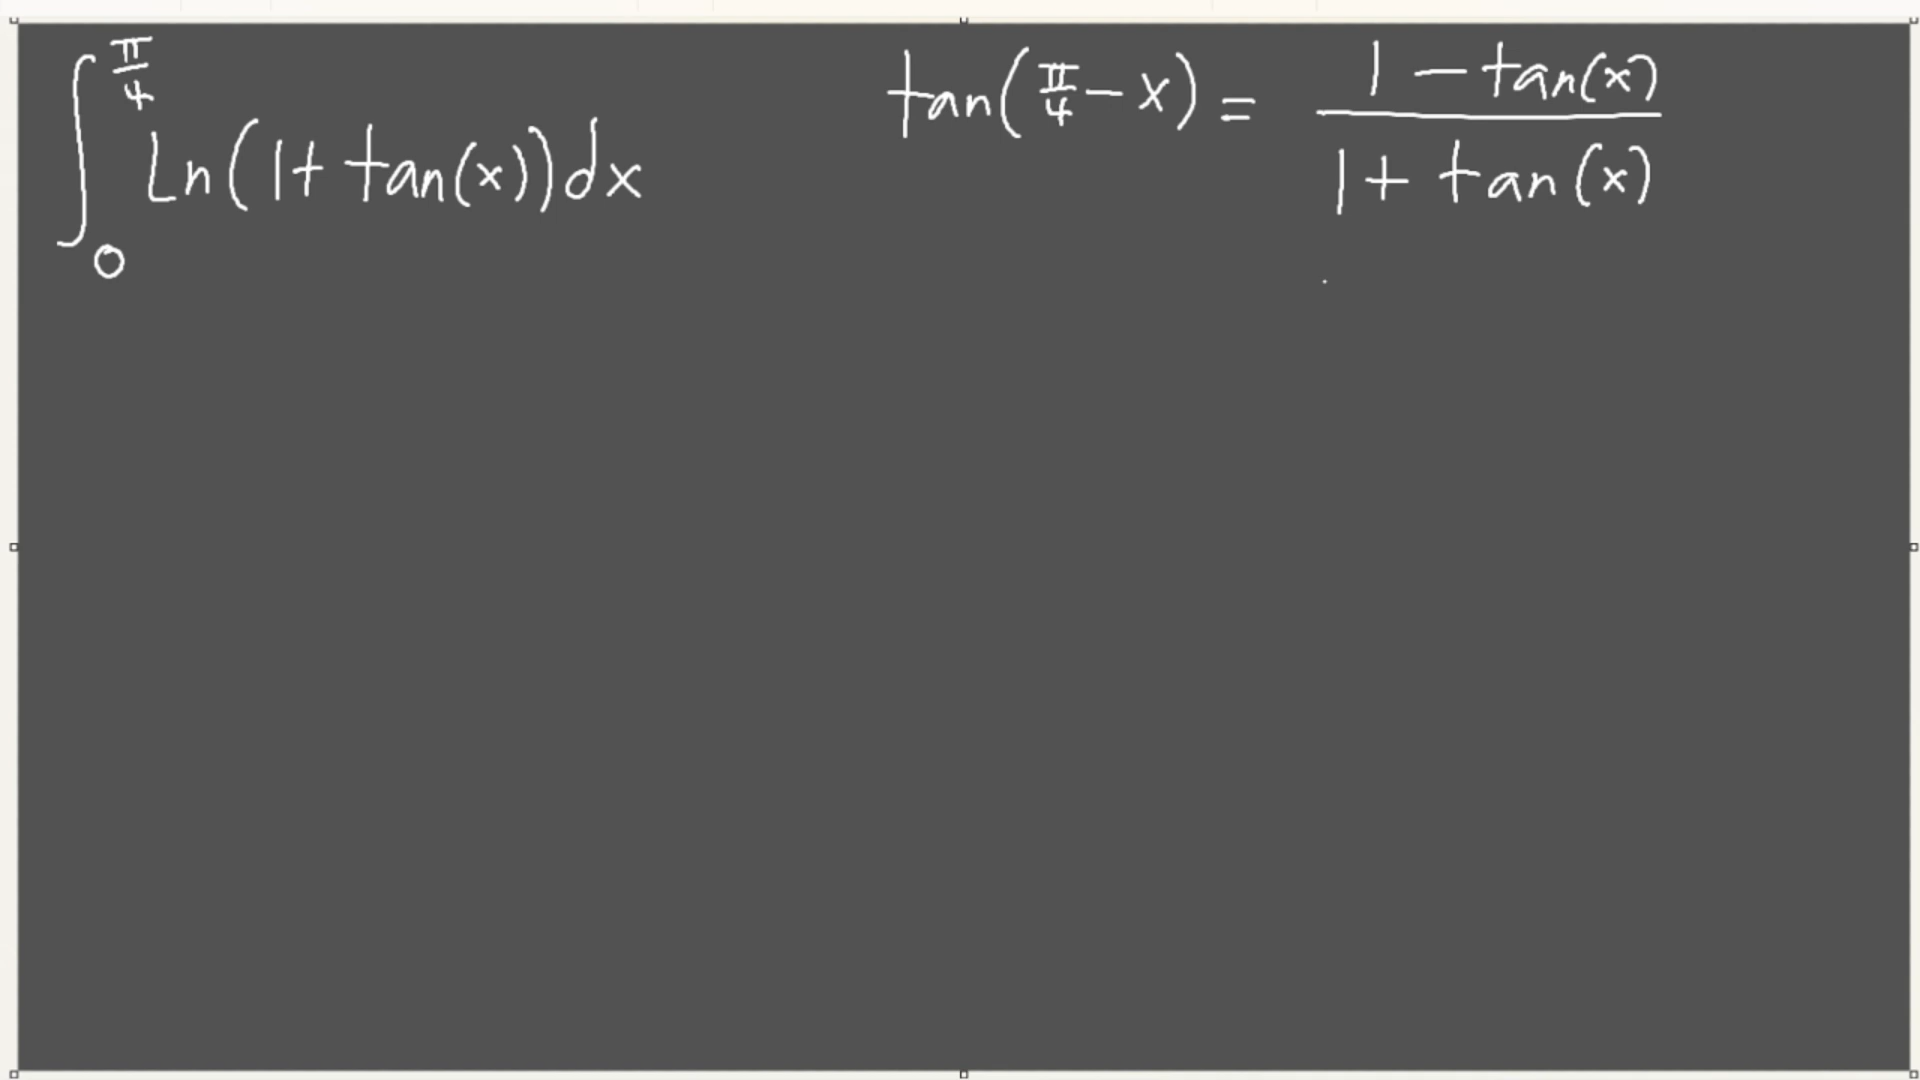 ∫₀^(π/4) Ln(1+ tan(x))dx
tan(π/4 − x) = (1 − tan(x)) / (1 + tan(x))